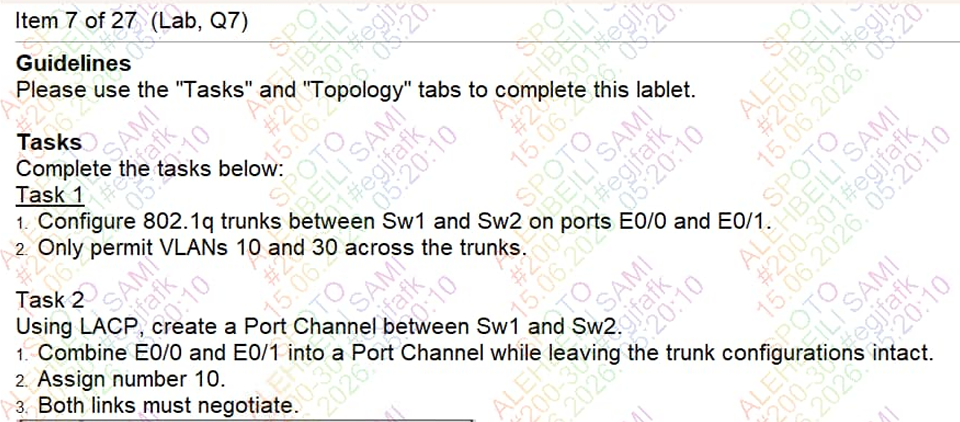 Item 7 of 27 (Lab, Q7)
Guidelines
Please use the "Tasks" and "Topology" tabs to complete this lablet.
Tasks
Complete the tasks below:
Task 1
1. Configure 802.1q trunks between Sw1 and Sw2 on ports E0/0 and E0/1.
2. Only permit VLANs 10 and 30 across the trunks.
Task 2
Using LACP, create a Port Channel between Sw1 and Sw2.
1. Combine E0/0 and E0/1 into a Port Channel while leaving the trunk configurations intact.
2. Assign number 10.
3. Both links must negotiate.